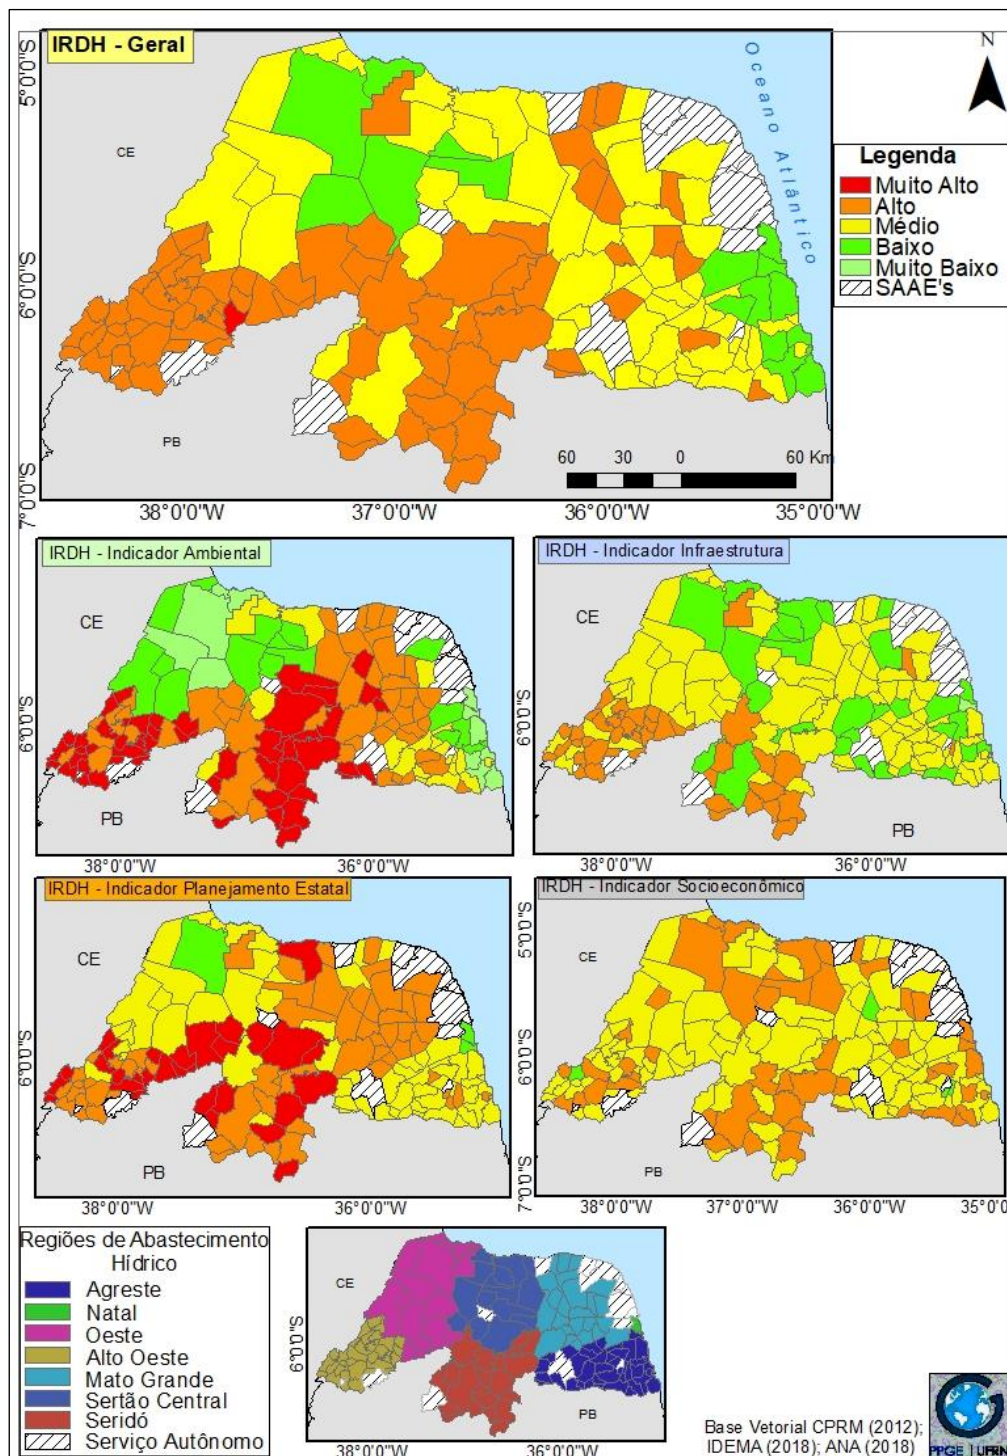 IRDH - Geral
5°0'0"S
6°0'0"S
7°0'0"S
CE
PB
Oceano Atlântico
N
60 30 0 60 Km
38°0'0"W 37°0'0"W 36°0'0"W 35°0'0"W
Legenda
Muito Alto
Alto
Médio
Baixo
Muito Baixo
SAAE's
IRDH - Indicador Ambiental
CE
PB
6°0'0"S
38°0'0"W 36°0'0"W
IRDH - Indicador Infraestrutura
CE
PB
6°0'0"S
38°0'0"W 36°0'0"W
IRDH - Indicador Planejamento Estatal
CE
PB
6°0'0"S
38°0'0"W 36°0'0"W
IRDH - Indicador Socioeconômico
CE
PB
5°0'0"S
6°0'0"S
7°0'0"S
38°0'0"W 37°0'0"W 36°0'0"W 35°0'0"W
Regiões de Abastecimento
Hídrico
Agreste
Natal
Oeste
Alto Oeste
Mato Grande
Sertão Central
Seridó
Serviço Autônomo
CE
PB
6°0'0"S
38°0'0"W 36°0'0"W
Base Vetorial CPRM (2012);
IDEMA (2018); ANA (2018)
PPGE | UFRN